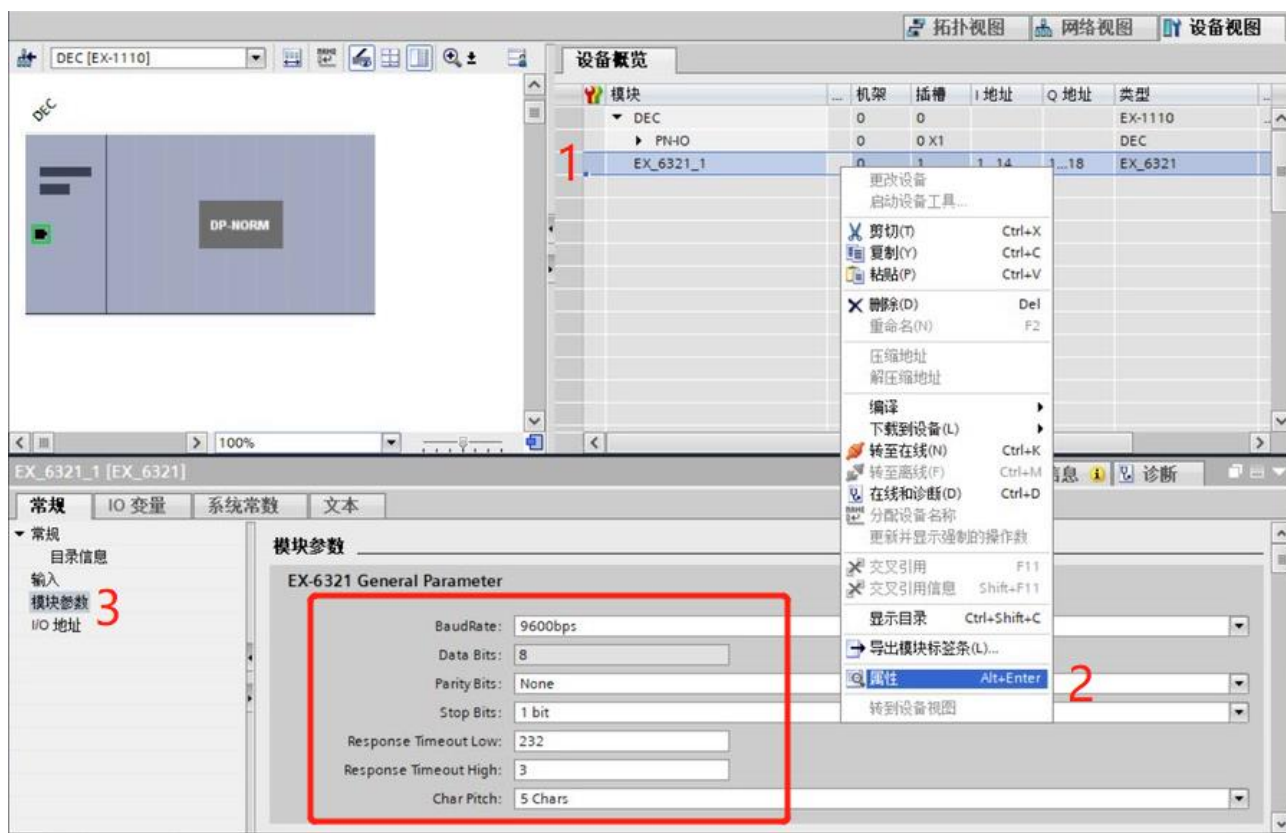 拓扑视图 网络视图 设备视图
DEC [EX-1110]
设备概览
模块 ... 机架 插槽 I 地址 Q 地址 类型 ...
DEC 0 0 EX-1110
PN-IO 0 0 X1 DEC
EX_6321_1 0 1 1...14 1...18 EX_6321
1
DEC
DP-NORM
更改设备
启动设备工具...
剪切(T) Ctrl+X
复制(Y) Ctrl+C
粘贴(P) Ctrl+V
删除(D) Del
重命名(N) F2
压缩地址
解压缩地址
编译
下载到设备(L)
转至在线(N) Ctrl+K
转至离线(F) Ctrl+M
在线和诊断(D) Ctrl+D
分配设备名称
更新并显示强制的操作数
交叉引用 F11
交叉引用信息 Shift+F11
显示目录 Ctrl+Shift+C
导出模块标签条(L)...
属性 Alt+Enter
2
转到设备视图
100%
EX_6321_1 [EX_6321]
信息 诊断
常规 IO 变量 系统常数 文本
常规
目录信息
输入
模块参数
3
I/O 地址
模块参数
EX-6321 General Parameter
BaudRate: 9600bps
Data Bits: 8
Parity Bits: None
Stop Bits: 1 bit
Response Timeout Low: 232
Response Timeout High: 3
Char Pitch: 5 Chars